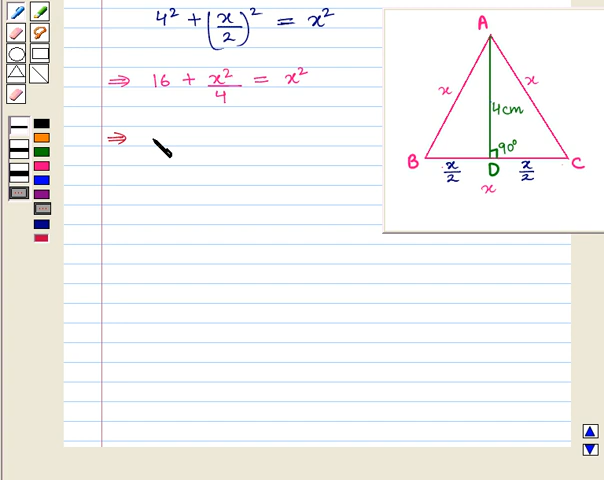 4² + (x/2)² = x²
⇒ 16 + x²/4 = x²
⇒
A
x
x
4cm
90°
B
D
C
x/2
x/2
x